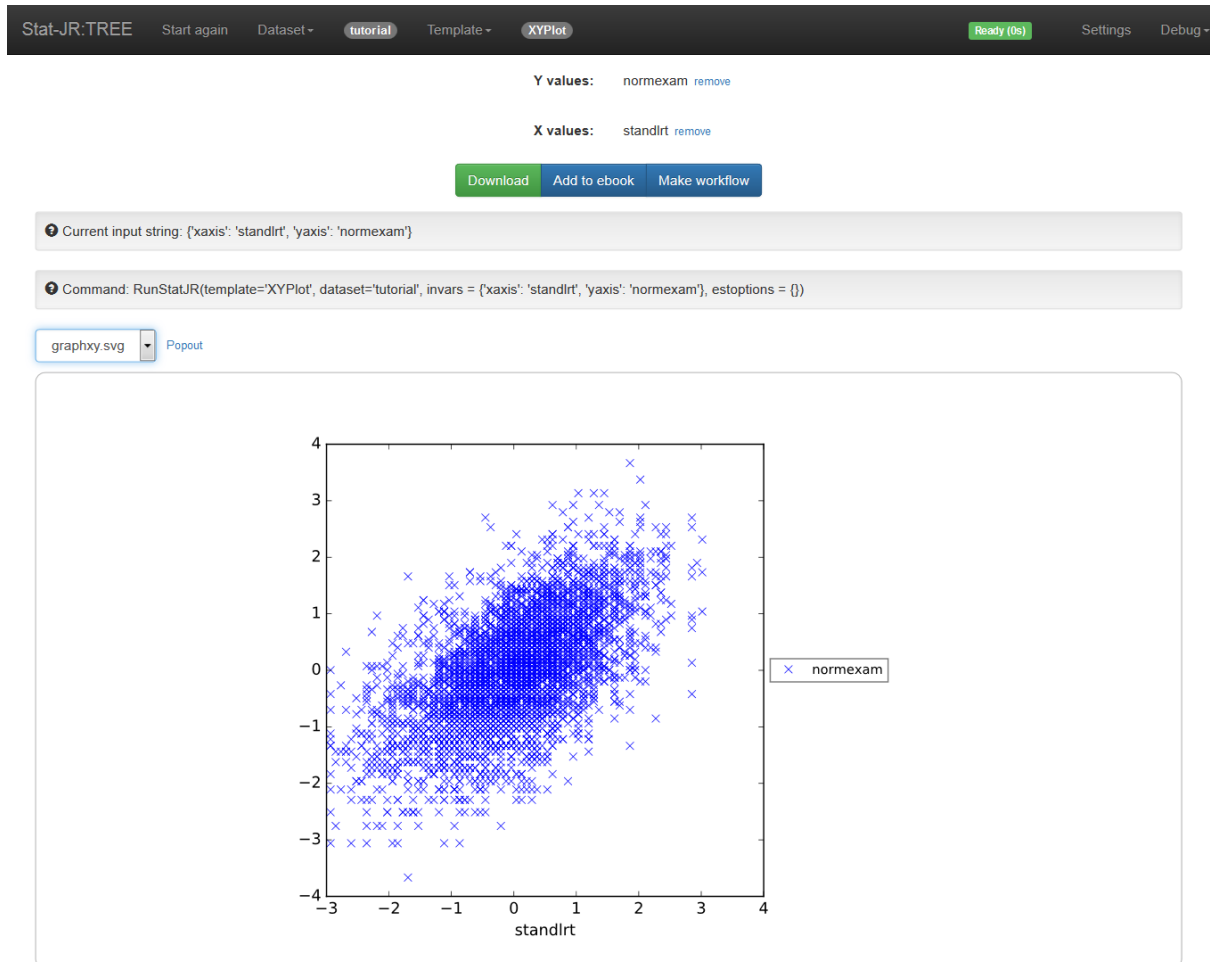 Stat-JR:TREE Start again Dataset tutorial Template XYPlot Ready (0s) Settings Debug
Y values: normexam remove
X values: standlrt remove
Download Add to ebook Make workflow
Current input string: {'xaxis': 'standlrt', 'yaxis': 'normexam'}
Command: RunStatJR(template='XYPlot', dataset='tutorial', invars = {'xaxis': 'standlrt', 'yaxis': 'normexam'}, estoptions = {})
graphxy.svg Popout
4
3
2
1
0
−1
−2
−3
−4
normexam
−3 −2 −1 0 1 2 3 4
standlrt